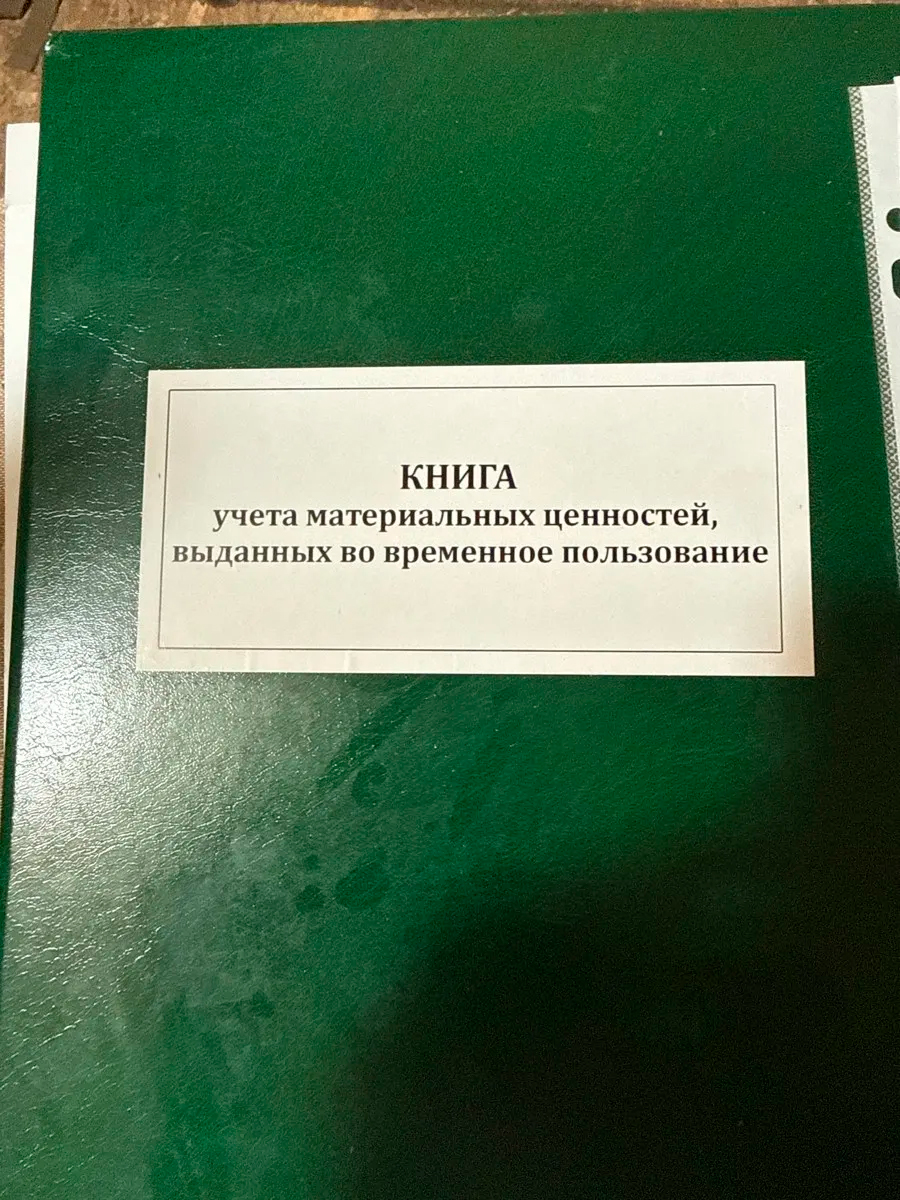 КНИГА
учета материальных ценностей,
выданных во временное пользование